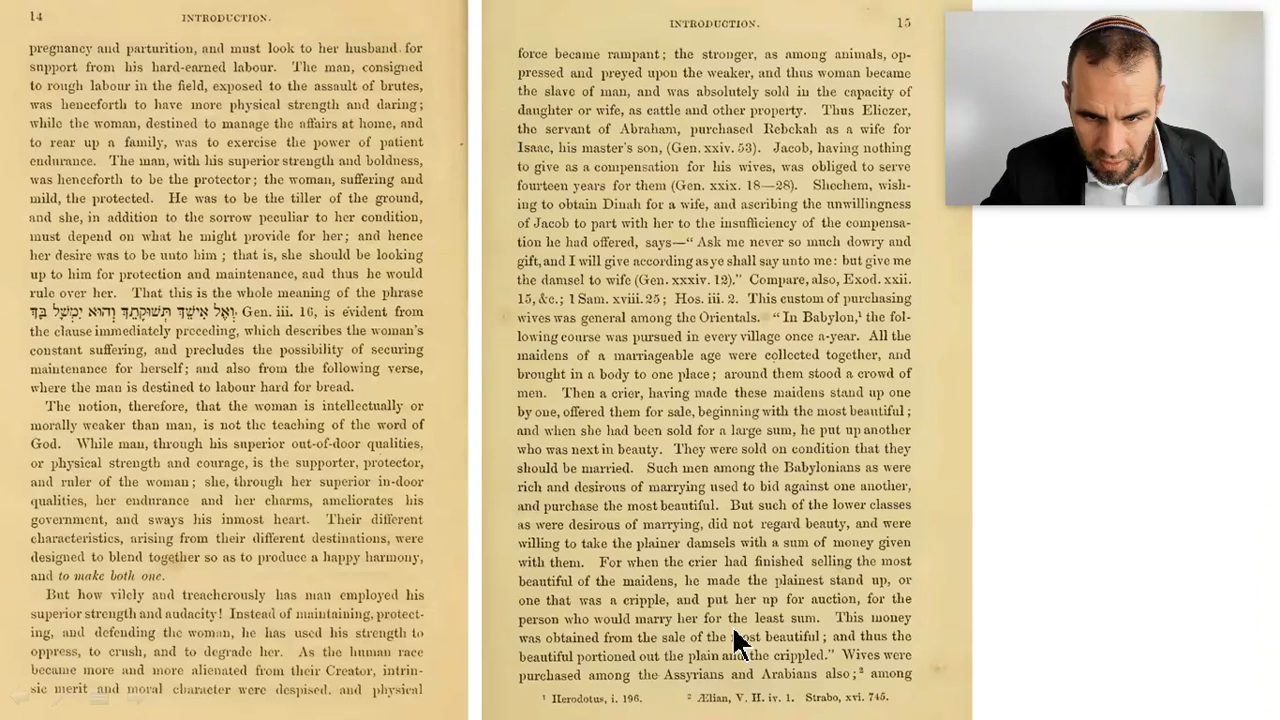 14
INTRODUCTION.
pregnancy and parturition, and must look to her husband for
support from his hard-earned labour. The man, consigned
to rough labour in the field, exposed to the assault of brutes,
was henceforth to have more physical strength and daring;
while the woman, destined to manage the affairs at home, and
to rear up a family, was to exercise the power of patient
endurance. The man, with his superior strength and boldness,
was henceforth to be the protector; the woman, suffering and
mild, the protected. He was to be the tiller of the ground,
and she, in addition to the sorrow peculiar to her condition,
must depend on what he might provide for her; and hence
her desire was to be unto him; that is, she should be looking
up to him for protection and maintenance, and thus he would
rule over her. That this is the whole meaning of the phrase
וְאֶל אִישֵׁךְ תְּשׁוּקָתֵךְ וְהוּא יִמְשָׁל בָּךְ, Gen. iii. 16, is evident from
the clause immediately preceding, which describes the woman's
constant suffering, and precludes the possibility of securing
maintenance for herself; and also from the following verse,
where the man is destined to labour hard for bread.
The notion, therefore, that the woman is intellectually or
morally weaker than man, is not the teaching of the word of
God. While man, through his superior out-of-door qualities,
or physical strength and courage, is the supporter, protector,
and ruler of the woman; she, through her superior in-door
qualities, her endurance and her charms, ameliorates his
government, and sways his inmost heart. Their different
characteristics, arising from their different destinations, were
designed to blend together so as to produce a happy harmony,
and to make both one.
But how vilely and treacherously has man employed his
superior strength and audacity! Instead of maintaining, protect-
ing, and defending the woman, he has used his strength to
oppress, to crush, and to degrade her. As the human race
became more and more alienated from their Creator, intrin-
sic merit and moral character were despised, and physical
INTRODUCTION.
15
force became rampant; the stronger, as among animals, op-
pressed and preyed upon the weaker, and thus woman became
the slave of man, and was absolutely sold in the capacity of
daughter or wife, as cattle and other property. Thus Eliezer,
the servant of Abraham, purchased Rebekah as a wife for
Isaac, his master's son, (Gen. xxiv. 53). Jacob, having nothing
to give as a compensation for his wives, was obliged to serve
fourteen years for them (Gen. xxix. 18—28). Shechem, wish-
ing to obtain Dinah for a wife, and ascribing the unwillingness
of Jacob to part with her to the insufficiency of the compensa-
tion he had offered, says—“Ask me never so much dowry and
gift, and I will give according as ye shall say unto me: but give me
the damsel to wife (Gen. xxxiv. 12).” Compare, also, Exod. xxii.
15, &c.; 1 Sam. xviii. 25; Hos. iii. 2. This custom of purchasing
wives was general among the Orientals. “In Babylon,¹ the fol-
lowing course was pursued in every village once a-year. All the
maidens of a marriageable age were collected together, and
brought in a body to one place; around them stood a crowd of
men. Then a crier, having made these maidens stand up one
by one, offered them for sale, beginning with the most beautiful;
and when she had been sold for a large sum, he put up another
who was next in beauty. They were sold on condition that they
should be married. Such men among the Babylonians as were
rich and desirous of marrying used to bid against one another,
and purchase the most beautiful. But such of the lower classes
as were desirous of marrying, did not regard beauty, and were
willing to take the plainer damsels with a sum of money given
with them. For when the crier had finished selling the most
beautiful of the maidens, he made the plainest stand up, or
one that was a cripple, and put her up for auction, for the
person who would marry her for the least sum. This money
was obtained from the sale of the most beautiful; and thus the
beautiful portioned out the plain and the crippled.” Wives were
purchased among the Assyrians and Arabians also;² among
¹ Herodotus, i. 196. ² Ælian, V. H. iv. 1. Strabo, xvi. 745.